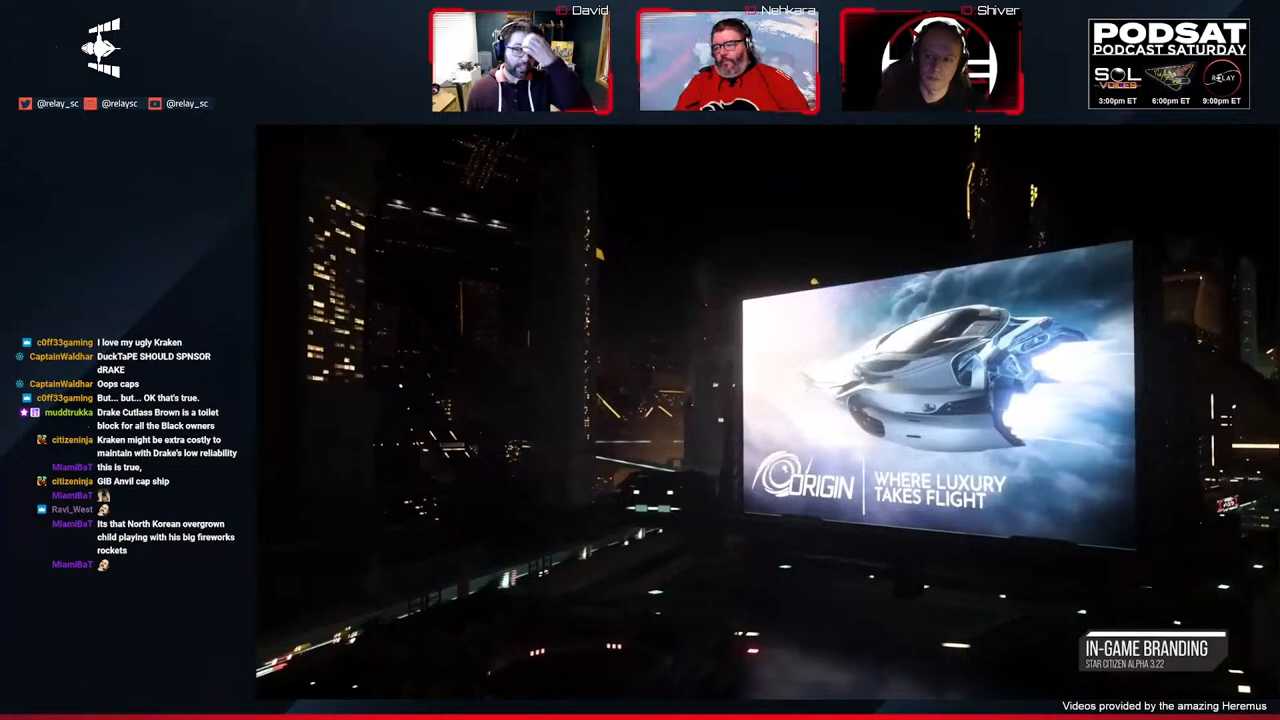 David
Nehkara
Shiver
PODSAT
PODCAST SATURDAY
SOL
VOICES
RELAY
3:00pm ET
6:00pm ET
9:00pm ET
@relay_sc
@relaysc
@relay_sc
c0ff33gaming I love my ugly Kraken
CaptainWaldhar DuckTaPE SHOULD SPNSOR
dRAKE
CaptainWaldhar Oops caps
c0ff33gaming But... but... OK that's true.
muddtrukka Drake Cutlass Brown is a toilet
block for all the Black owners
citizeninja Kraken might be extra costly to
maintain with Drake's low reliability
MiamiBaT this is true,
citizeninja GIB Anvil cap ship
MiamiBaT
Ravi_West
MiamiBaT Its that North Korean overgrown
child playing with his big fireworks
rockets
MiamiBaT
ORIGIN
WHERE LUXURY
TAKES FLIGHT
IN-GAME BRANDING
STAR CITIZEN ALPHA 3.22
Videos provided by the amazing Heremus